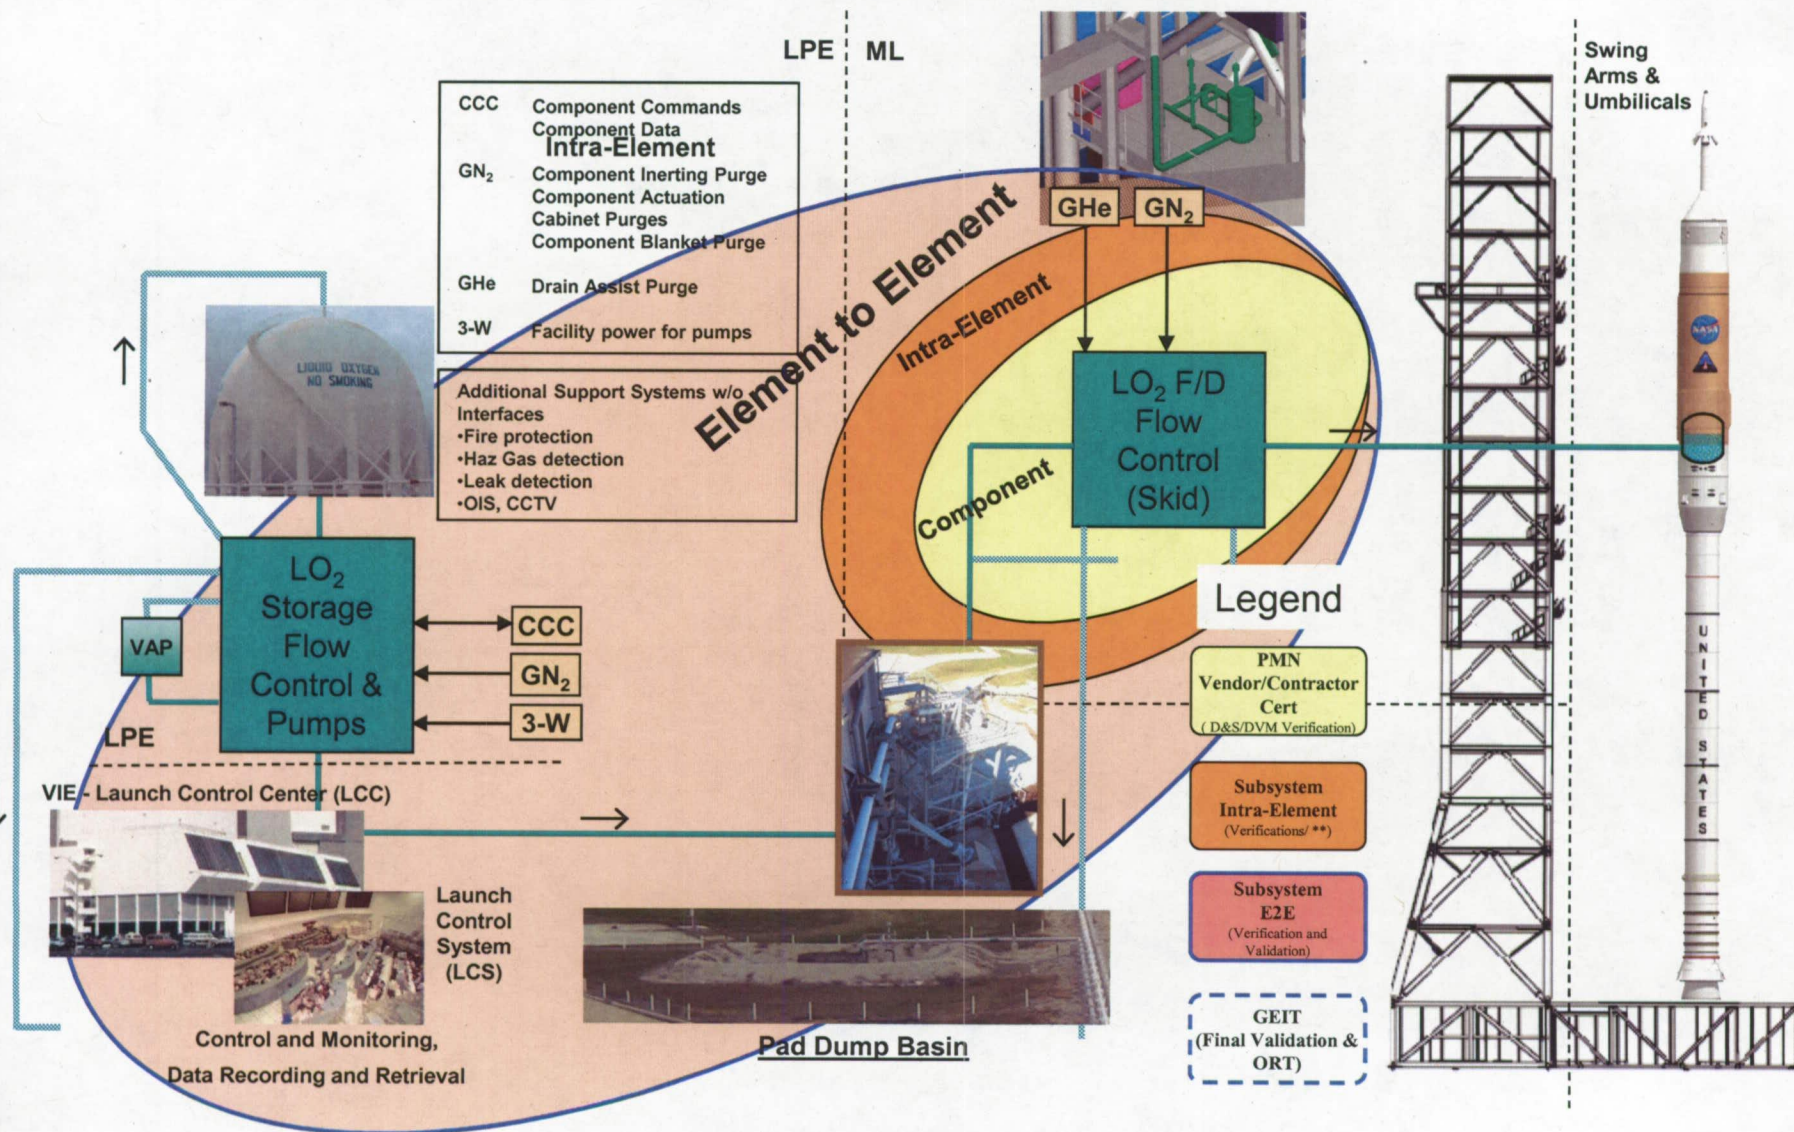 LPE
ML
Swing
Arms &
Umbilicals
CCC Component Commands
Component Data
Intra-Element
GN₂ Component Inerting Purge
Component Actuation
Cabinet Purges
Component Blanket Purge
GHe Drain Assist Purge
3-W Facility power for pumps
Additional Support Systems w/o
Interfaces
•Fire protection
•Haz Gas detection
•Leak detection
•OIS, CCTV
LIQUID OXYGEN
NO SMOKING
Element to Element
Intra-Element
Component
GHe
GN₂
LO₂ F/D
Flow
Control
(Skid)
NASA
UNITED STATES
LO₂
Storage
Flow
Control &
Pumps
VAP
CCC
GN₂
3-W
LPE
VIE - Launch Control Center (LCC)
Launch
Control
System
(LCS)
Control and Monitoring,
Data Recording and Retrieval
Pad Dump Basin
Legend
PMN
Vendor/Contractor
Cert
( D&S/DVM Verification)
Subsystem
Intra-Element
(Verifications/ **)
Subsystem
E2E
(Verification and
Validation)
GEIT
(Final Validation &
ORT)